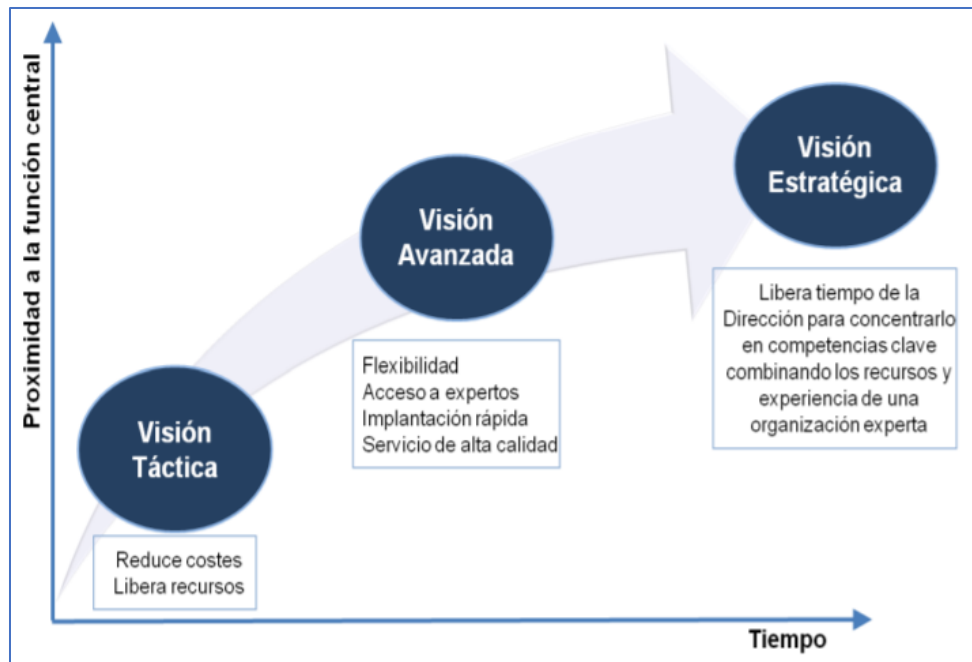 Proximidad a la función central
Visión
Estratégica
Visión
Avanzada
Libera tiempo de la
Dirección para concentrarlo
en competencias clave
combinando los recursos y
experiencia de una
organización experta
Flexibilidad
Acceso a expertos
Implantación rápida
Servicio de alta calidad
Visión
Táctica
Reduce costes
Libera recursos
Tiempo